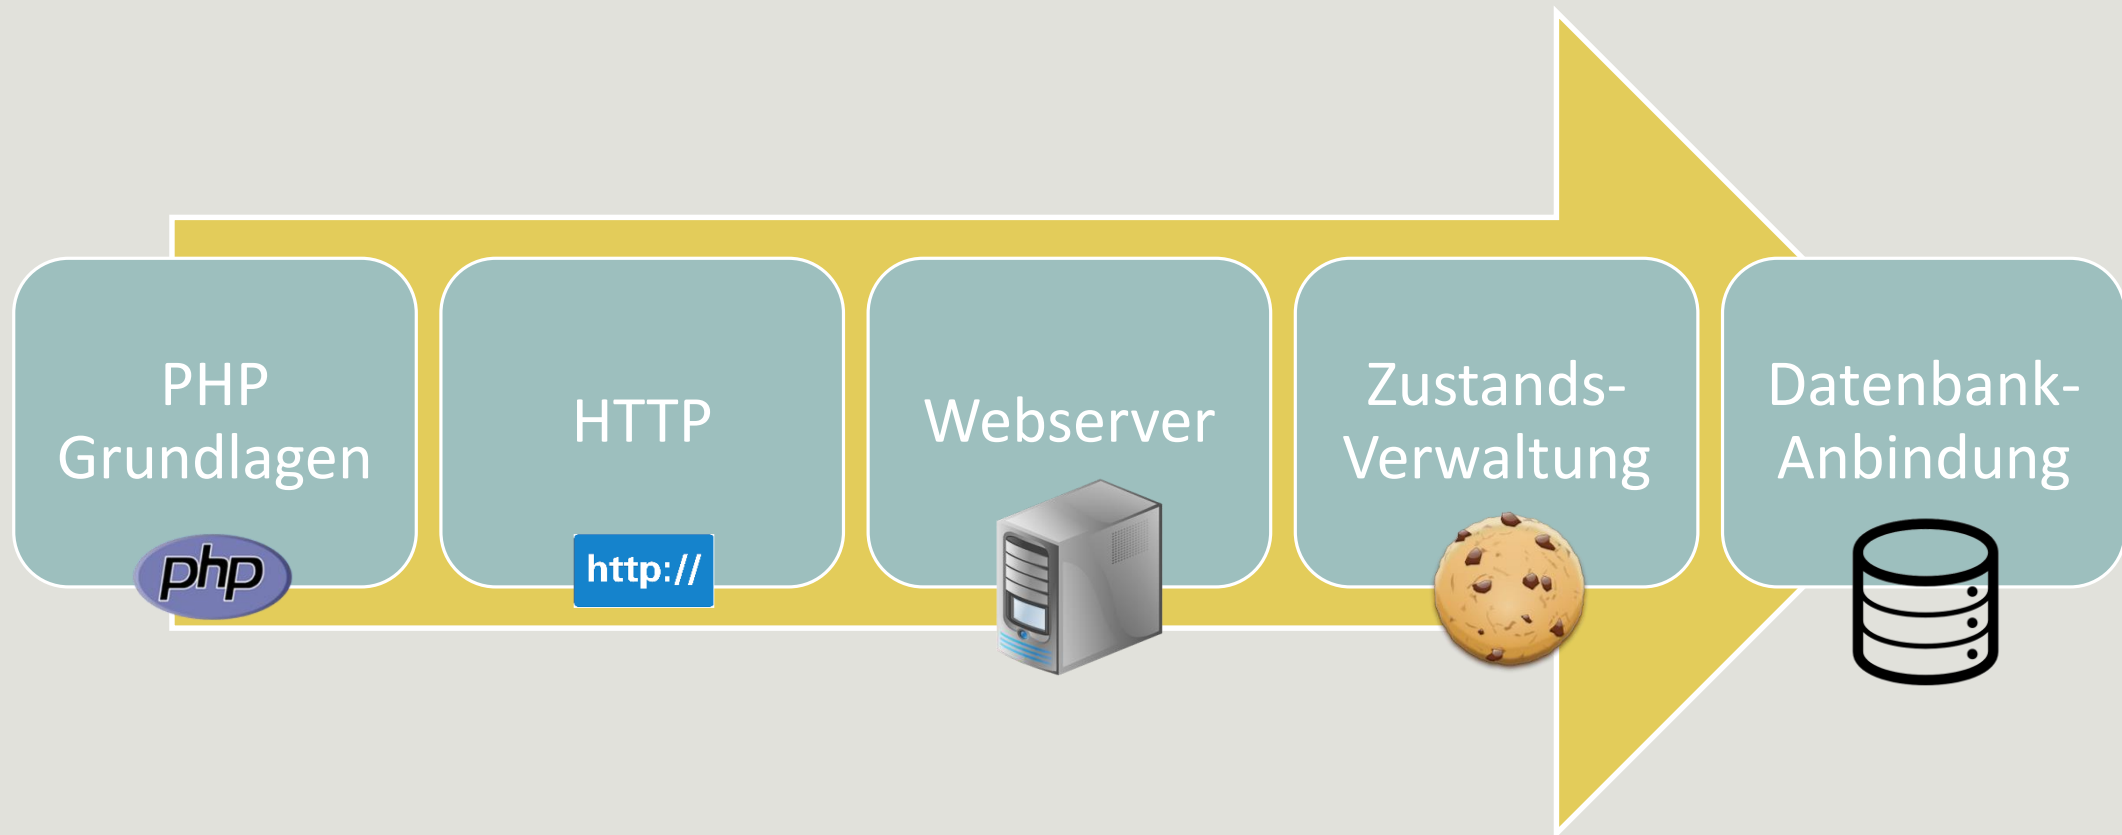 PHP
Grundlagen
php
HTTP
http://
Webserver
Zustands-
Verwaltung
Datenbank-
Anbindung